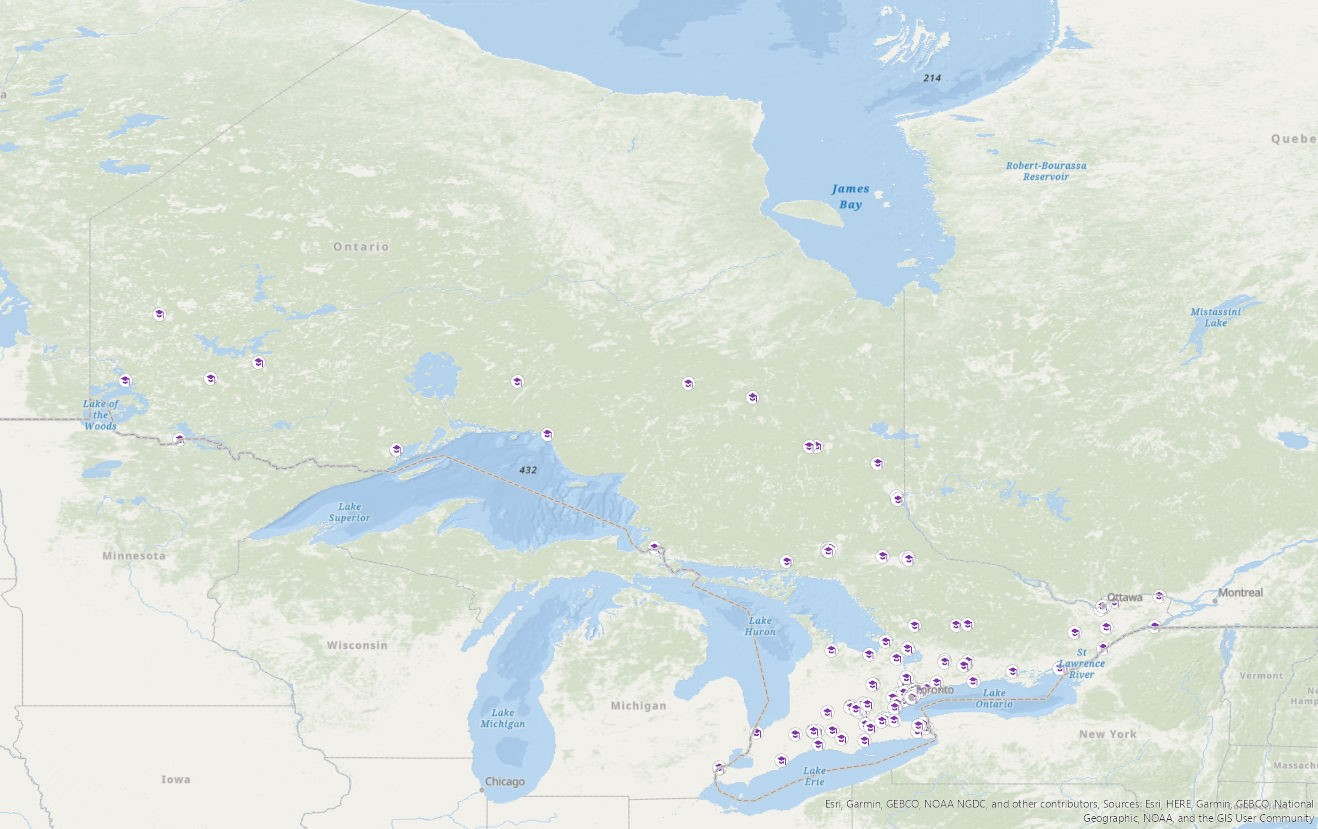 214
Quebe
Robert-Bourassa
Reservoir
James
Bay
a
Ontario
Mistassini
Lake
Lake of
the
Woods
432
Lake
Superior
Minnesota
Ottawa
Montreal
Lake
Huron
Wisconsin
St
Lawrence
River
Vermont
Toronto
Lake
Ontario
Lake
Michigan
Michigan
New York
Massach
Iowa
Chicago
Lake
Erie
Esri, Garmin, GEBCO, NOAA NGDC, and other contributors, Sources: Esri, HERE, Garmin, GEBCO, National
Geographic, NOAA, and the GIS User Community